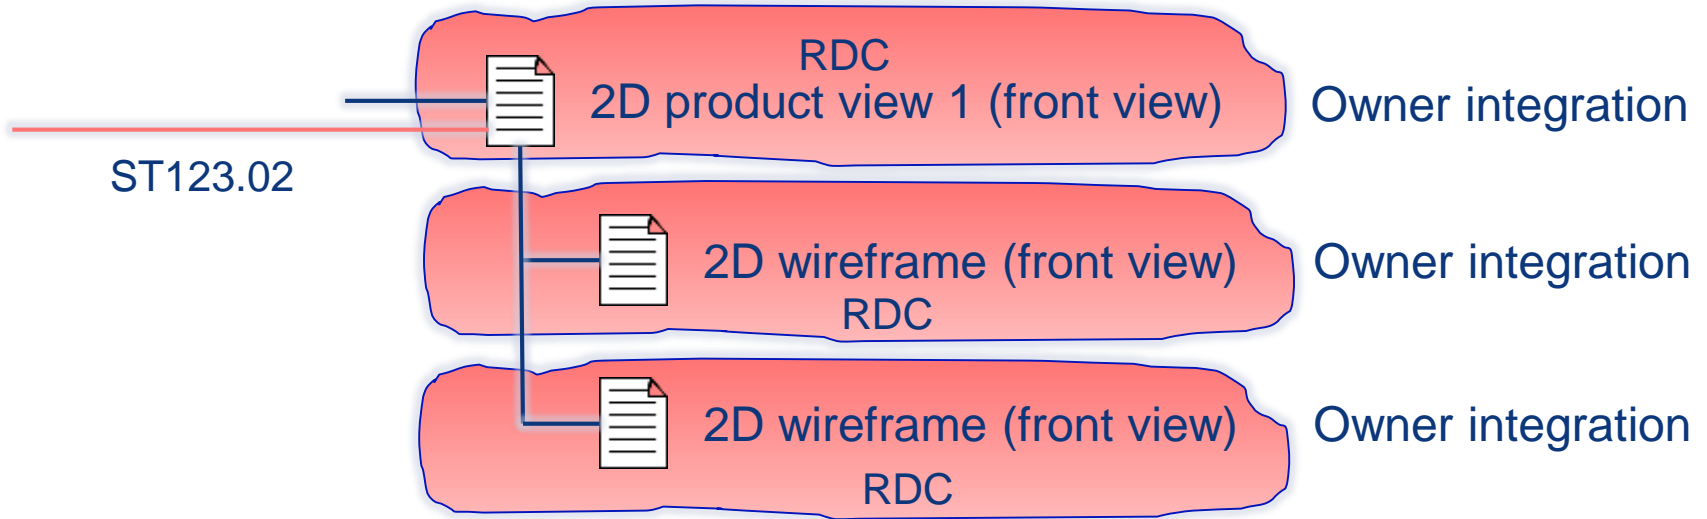 RDC
2D product view 1 (front view)
Owner integration
ST123.02
2D wireframe (front view)
Owner integration
RDC
2D wireframe (front view)
Owner integration
RDC